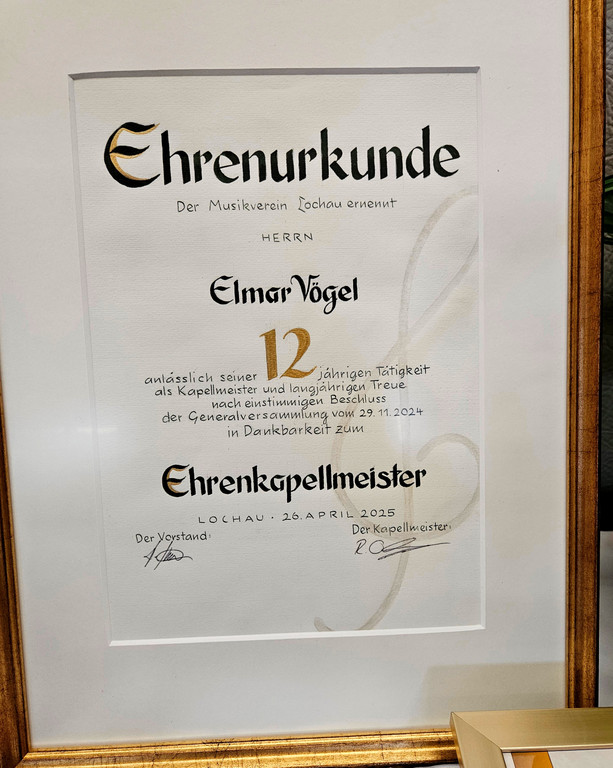 Ehrenurkunde
Der Musikverein Lochau ernennt
HERRN
Elmar Vögel
anlässlich seiner 12 jährigen Tätigkeit
als Kapellmeister und langjährigen Treue
nach einstimmigen Beschluss
der Generalversammlung vom 29.11.2024
in Dankbarkeit zum
Ehrenkapellmeister
LOCHAU · 26. APRIL 2025
Der Vorstand: Der Kapellmeister: